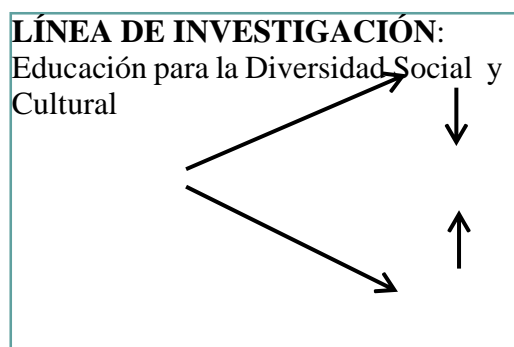 LÍNEA DE INVESTIGACIÓN:
Educación para la Diversidad Social y
Cultural